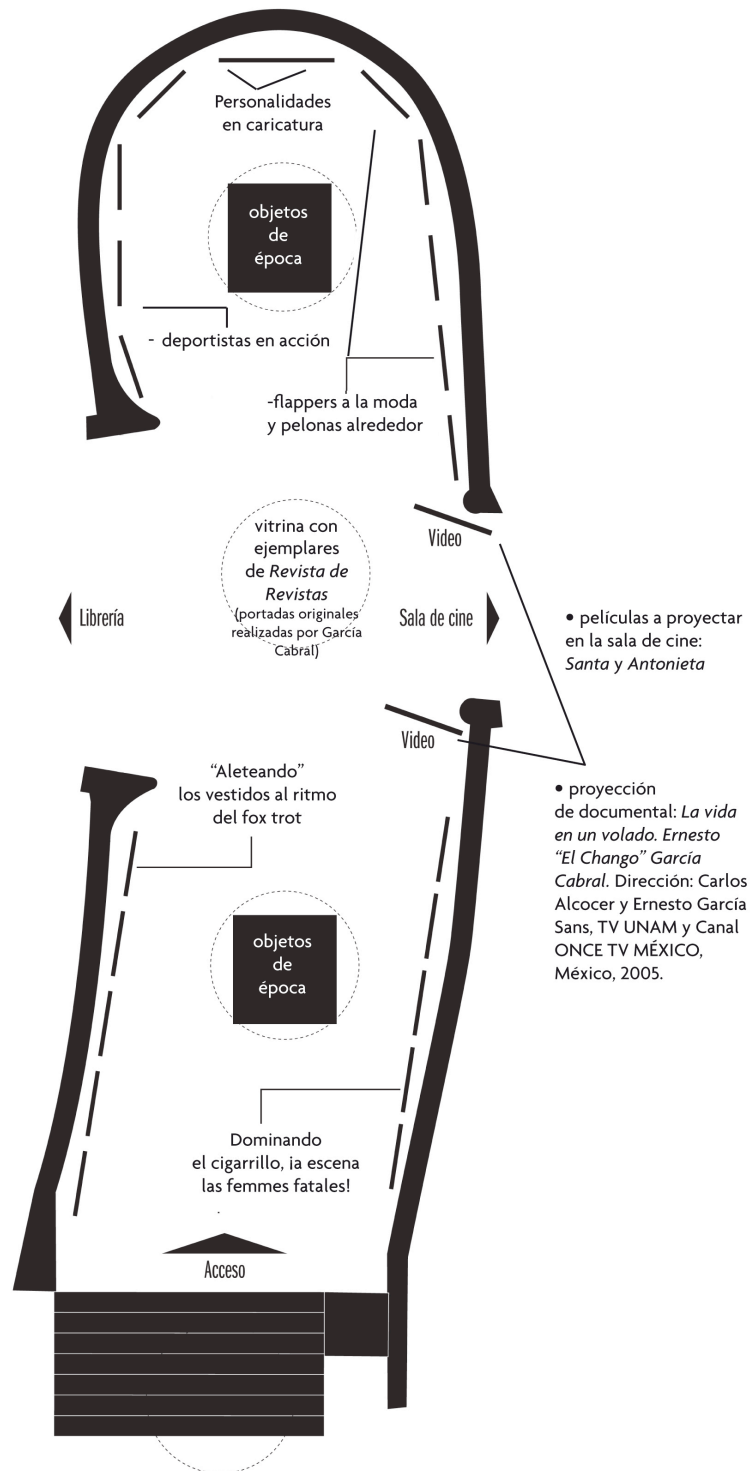 Personalidades
en caricatura
objetos
de
época
- deportistas en acción
-flappers a la moda
y pelonas alrededor
vitrina con
ejemplares
de Revista de
Revistas
(portadas originales
realizadas por García
Cabral)
Video
Librería
Sala de cine
• películas a proyectar
en la sala de cine:
Santa y Antonieta
Video
"Aleteando"
los vestidos al ritmo
del fox trot
• proyección
de documental: La vida
en un volado. Ernesto
"El Chango" García
Cabral. Dirección: Carlos
Alcocer y Ernesto García
Sans, TV UNAM y Canal
ONCE TV MÉXICO,
México, 2005.
objetos
de
época
Dominando
el cigarrillo, ¡a escena
las femmes fatales!
Acceso